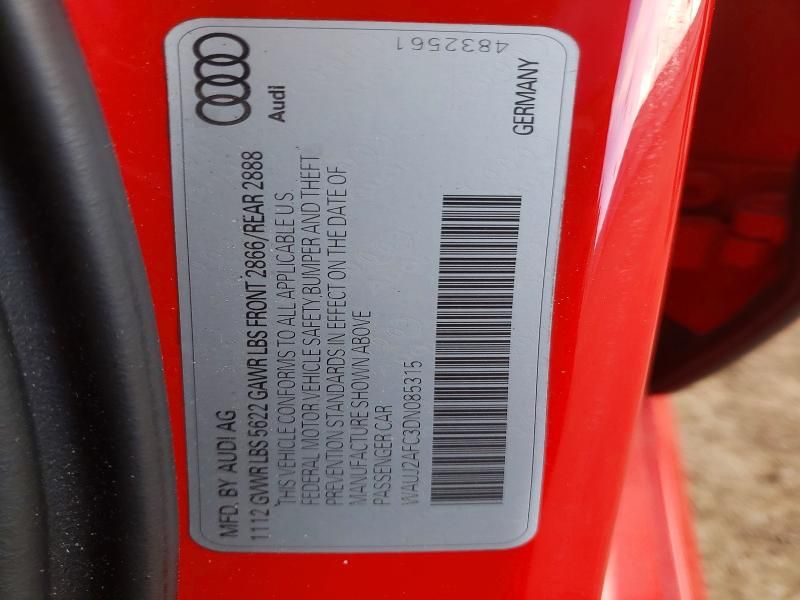 Audi
4832561
MFD. BY AUDI AG
1112 GVWR LBS 5622 GAWR LBS FRONT 2866/REAR 2888
THIS VEHICLE CONFORMS TO ALL APPLICABLE U.S.
FEDERAL MOTOR VEHICLE SAFETY BUMPER AND THEFT
PREVENTION STANDARDS IN EFFECT ON THE DATE OF
MANUFACTURE SHOWN ABOVE
PASSENGER CAR
WAUJ2AFC3DN085315
GERMANY